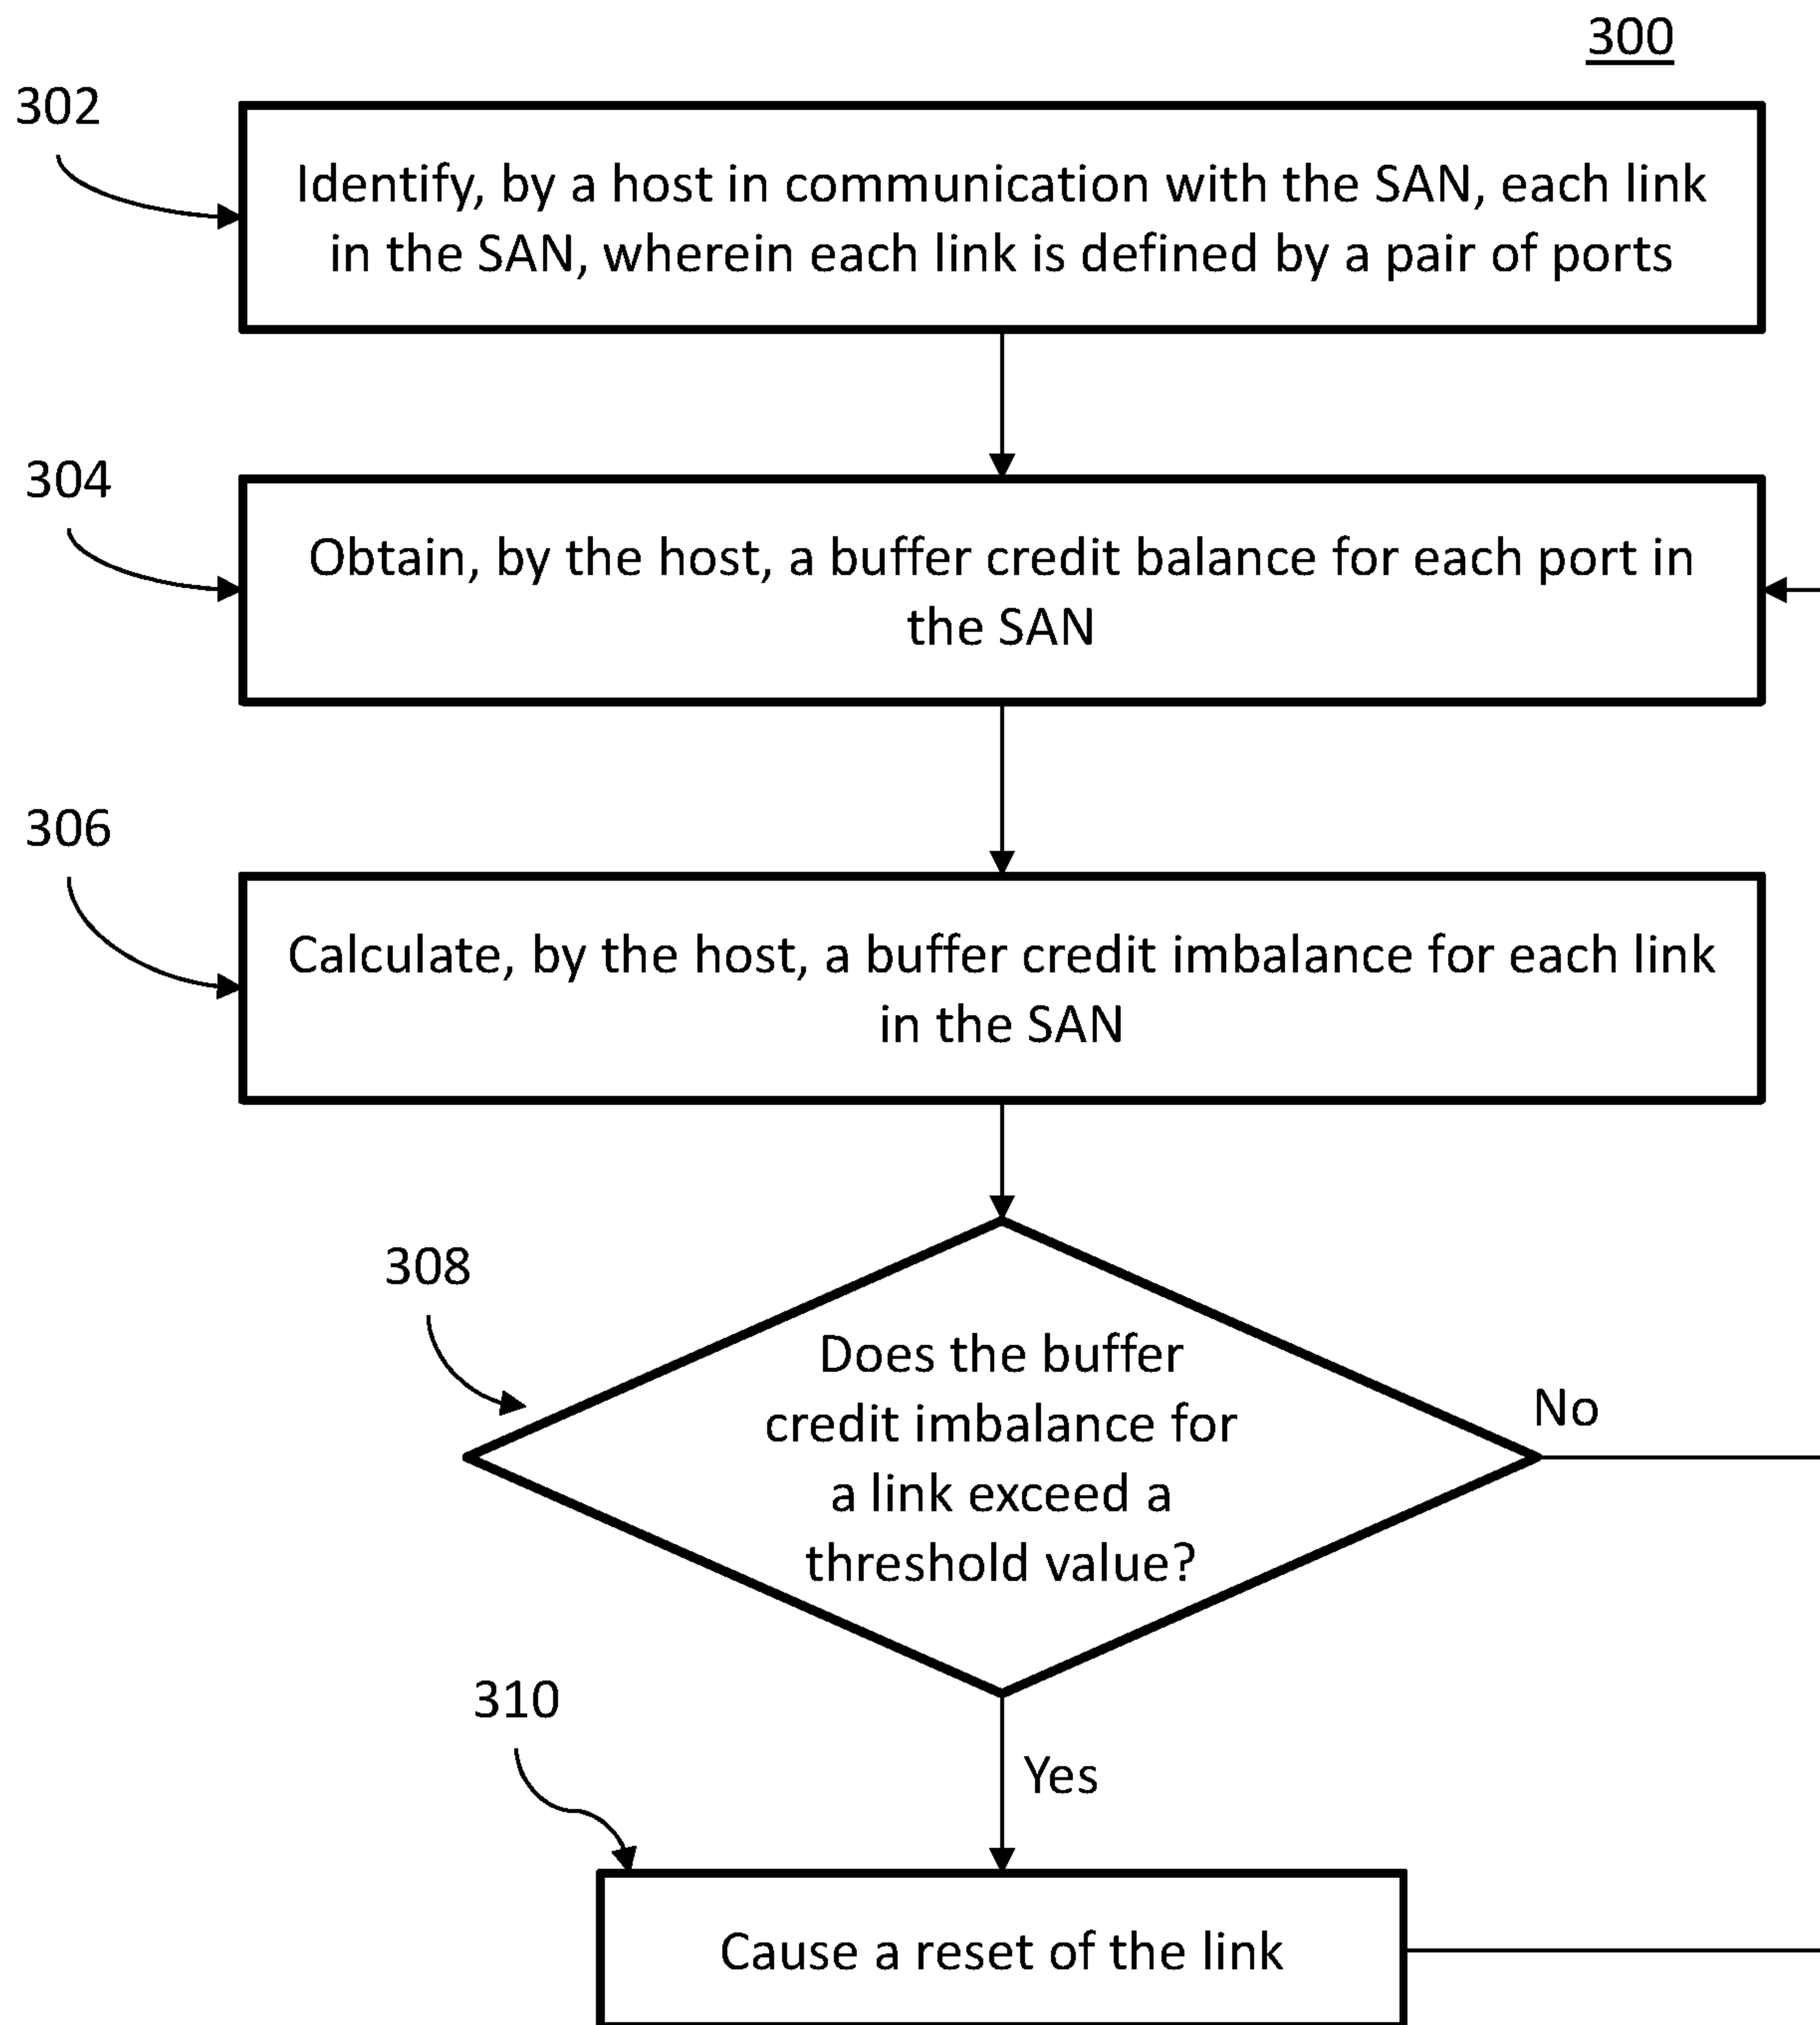 300
302
Identify, by a host in communication with the SAN, each link
in the SAN, wherein each link is defined by a pair of ports
304
Obtain, by the host, a buffer credit balance for each port in
the SAN
306
Calculate, by the host, a buffer credit imbalance for each link
in the SAN
308
Does the buffer
credit imbalance for
a link exceed a
threshold value?
No
310
Yes
Cause a reset of the link